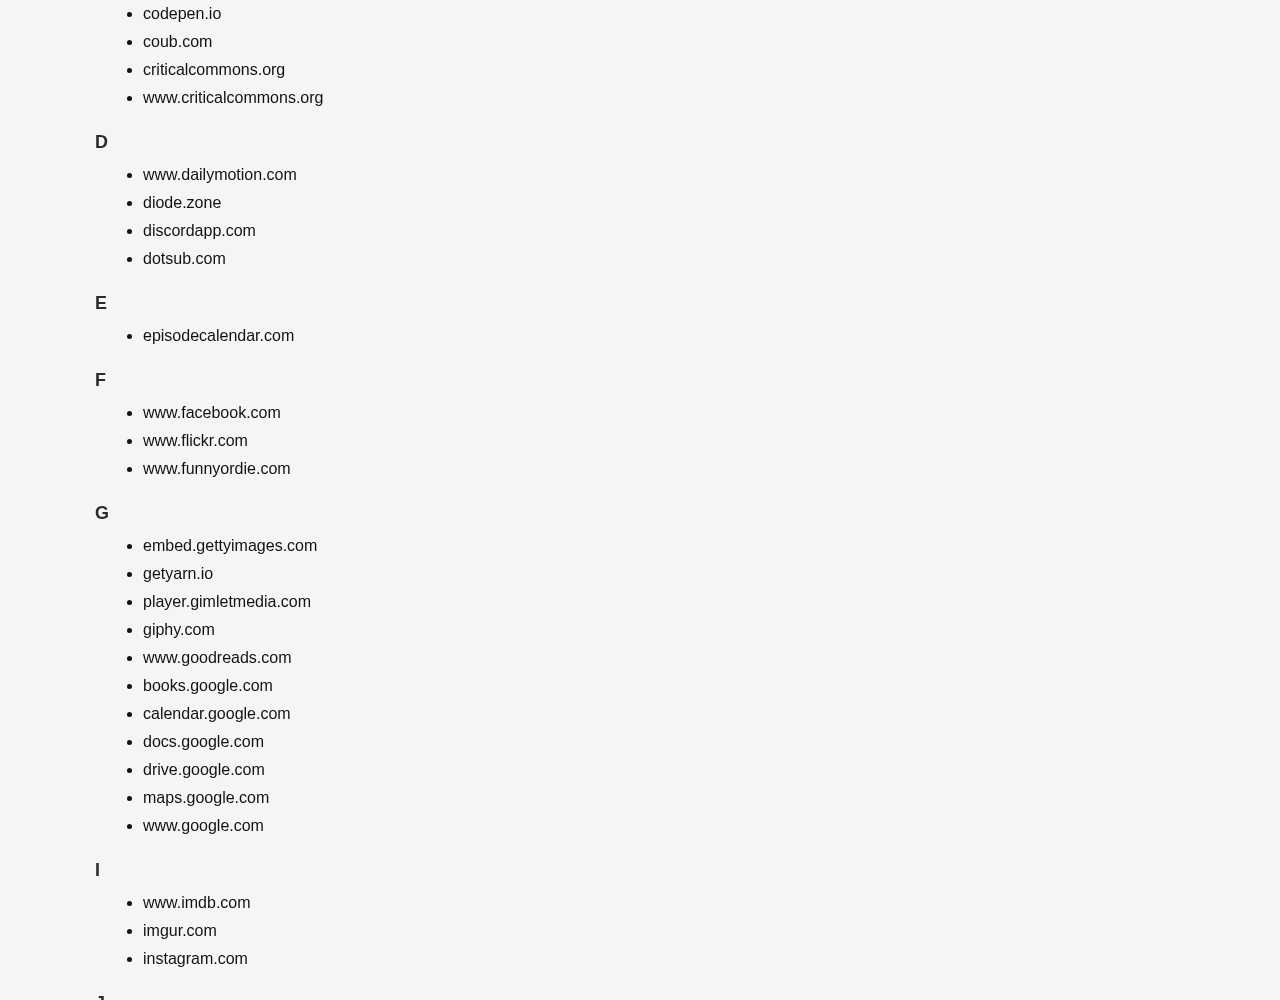 codepen.io
coub.com
criticalcommons.org
www.criticalcommons.org
D
www.dailymotion.com
diode.zone
discordapp.com
dotsub.com
E
episodecalendar.com
F
www.facebook.com
www.flickr.com
www.funnyordie.com
G
embed.gettyimages.com
getyarn.io
player.gimletmedia.com
giphy.com
www.goodreads.com
books.google.com
calendar.google.com
docs.google.com
drive.google.com
maps.google.com
www.google.com
I
www.imdb.com
imgur.com
instagram.com